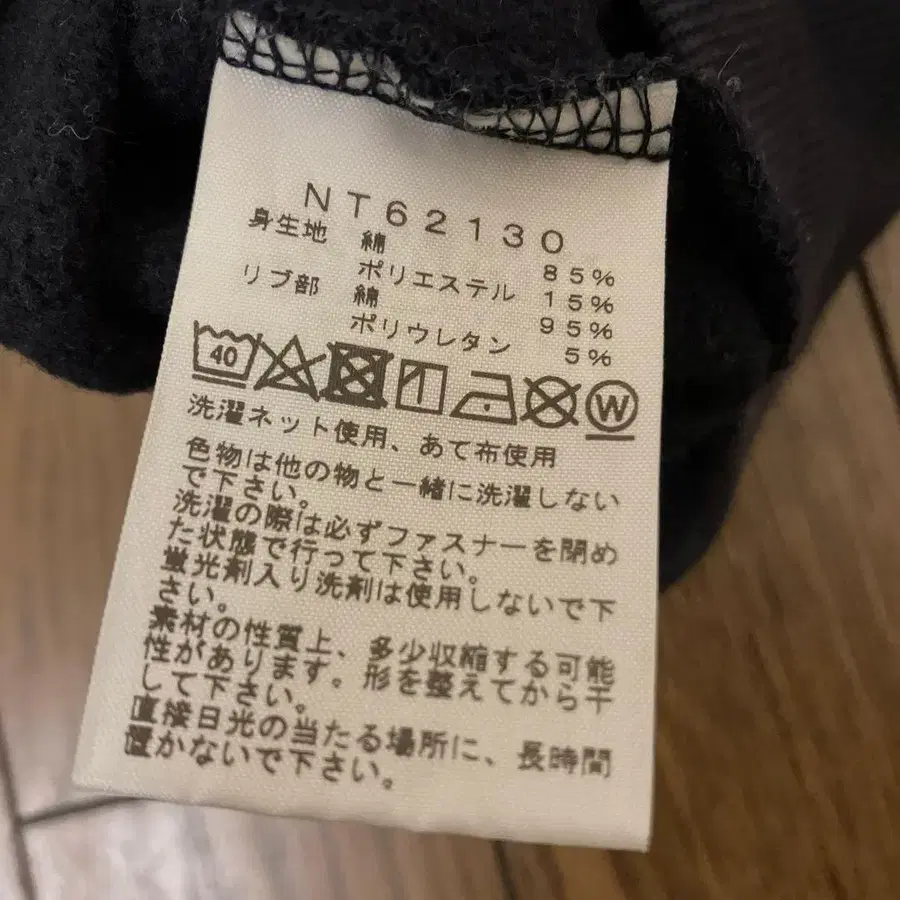 NT62130
身生地 綿 85%
ポリエステル 15%
リブ部 綿 95%
ポリウレタン 5%
40 W
洗濯ネット使用、あて布使用
色物は他の物と一緒に洗濯しない
で下さい。
洗濯の際は必ずファスナーを閉め
た状態で行って下さい。
蛍光剤入り洗剤は使用しないで下
さい。
素材の性質上、多少収縮する可能
性があります。形を整えてから干
して下さい。
直接日光の当たる場所に、長時間
置かないで下さい。